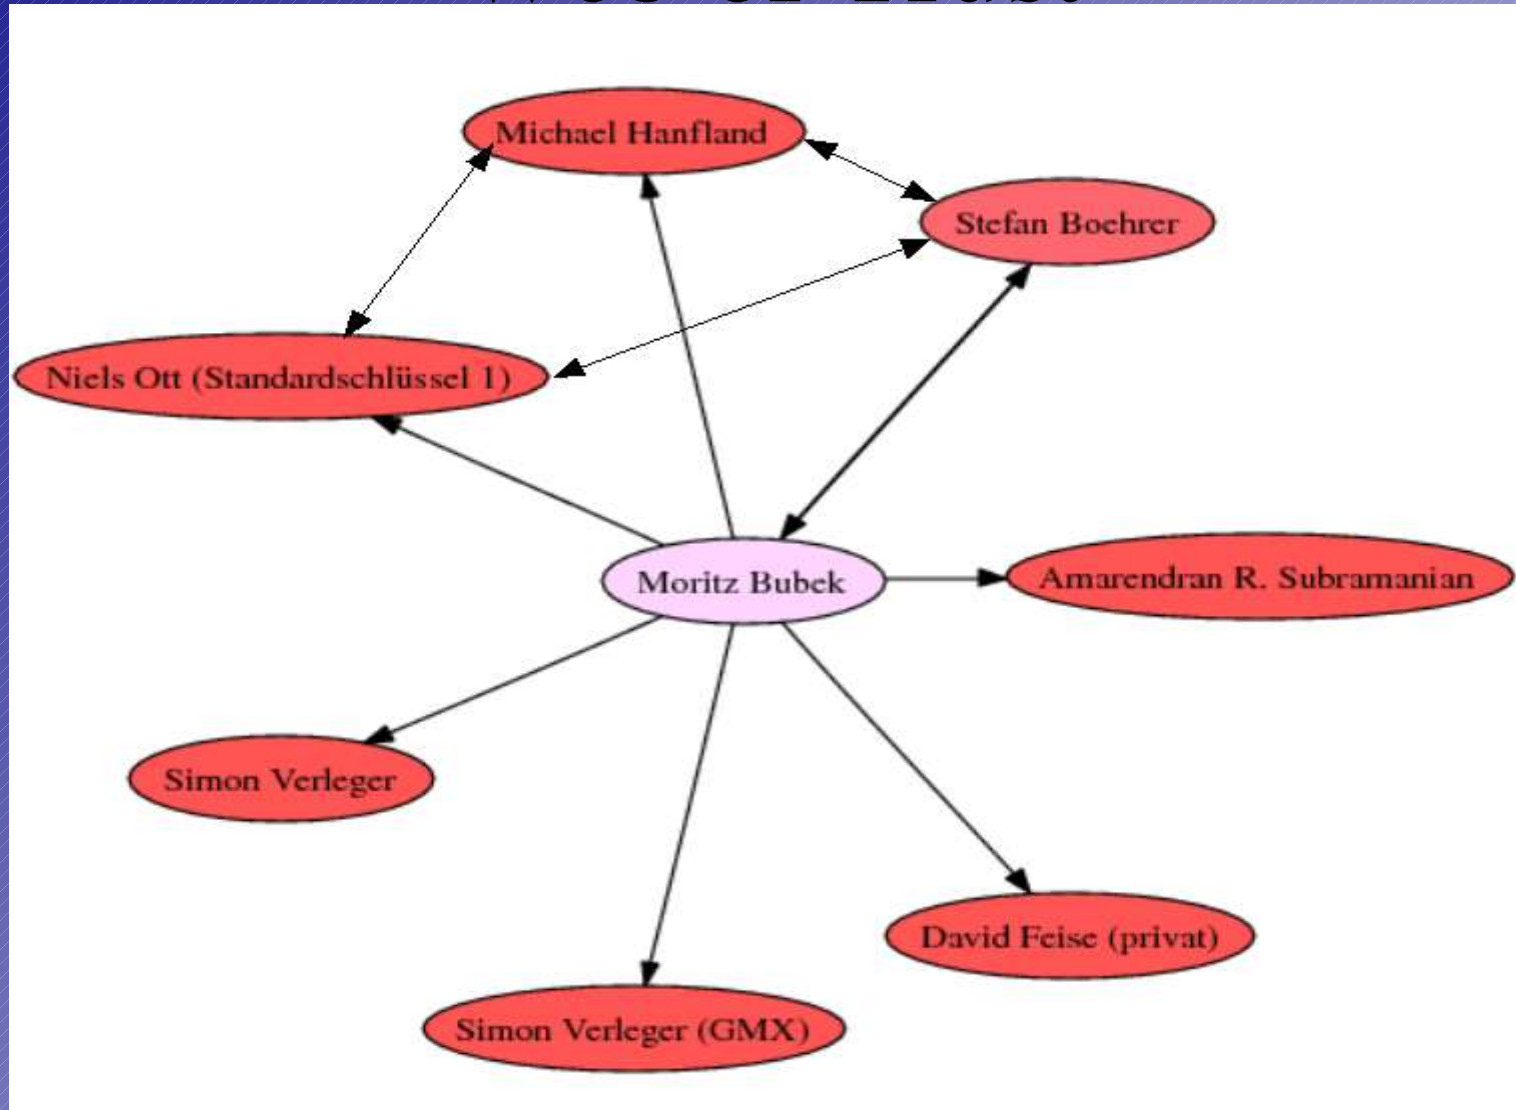 Michael Hanfland
Stefan Boehrer
Niels Ott (Standardschlüssel 1)
Moritz Bubek
Amarendran R. Subramanian
Simon Verleger
David Feise (privat)
Simon Verleger (GMX)